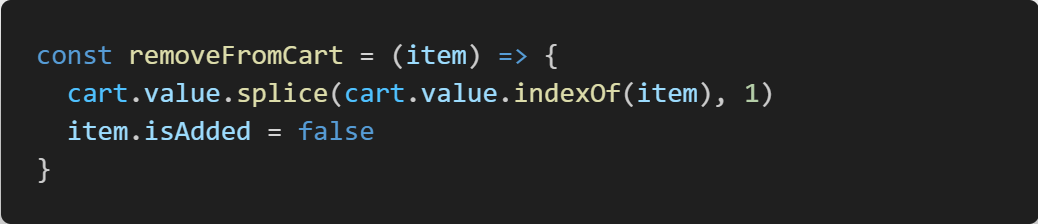 const removeFromCart = (item) => {
  cart.value.splice(cart.value.indexOf(item), 1)
  item.isAdded = false
}